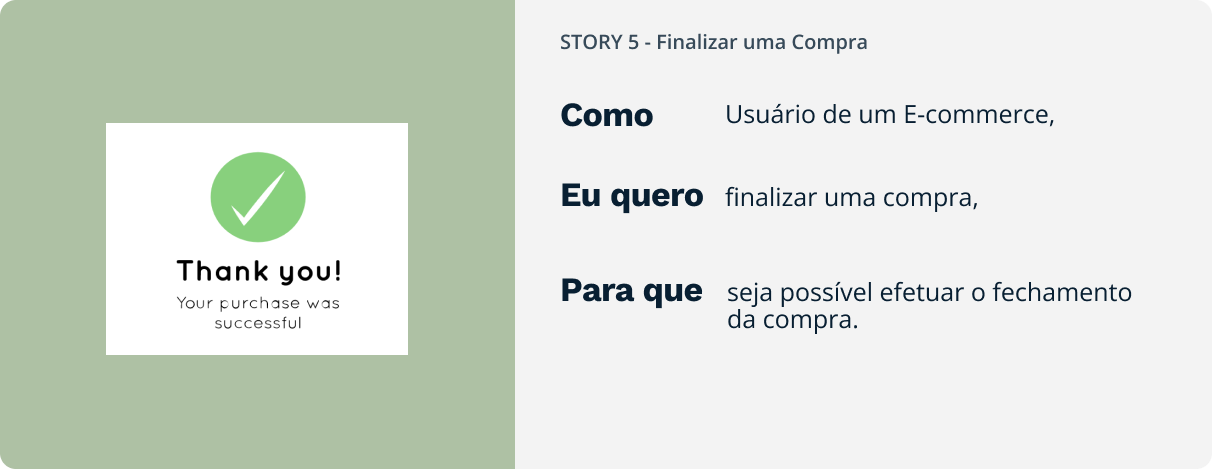 Thank you!
Your purchase was
successful
STORY 5 - Finalizar uma Compra
Como Usuário de um E-commerce,
Eu quero finalizar uma compra,
Para que seja possível efetuar o fechamento
da compra.